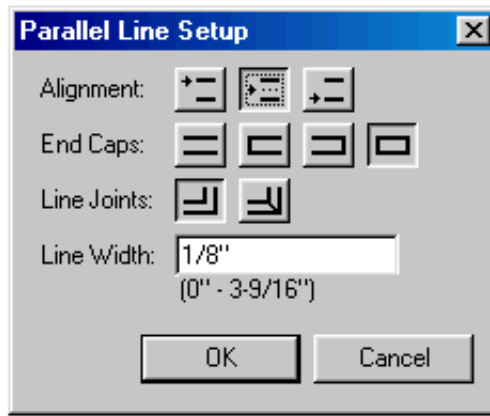 Parallel Line Setup
Alignment:
End Caps:
Line Joints:
Line Width: 1/8"
(0" - 3-9/16")
OK Cancel